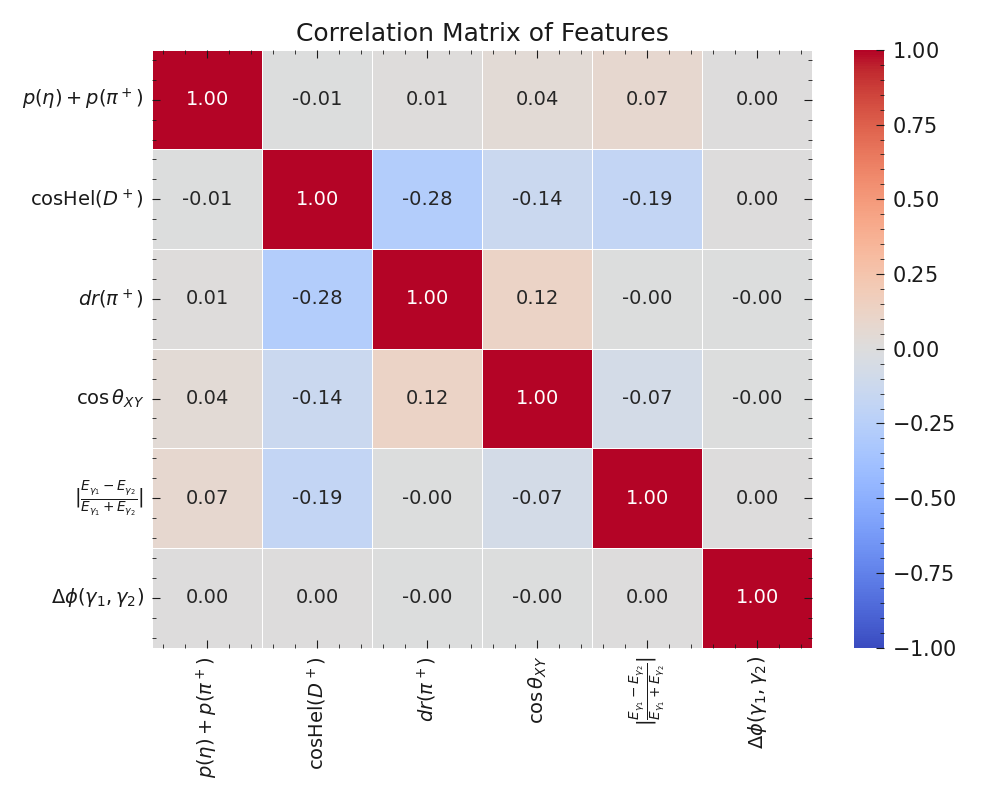 Correlation Matrix of Features
p(η) + p(π⁺) 1.00 -0.01 0.01 0.04 0.07 0.00
cosHel(D⁺) -0.01 1.00 -0.28 -0.14 -0.19 0.00
dr(π⁺) 0.01 -0.28 1.00 0.12 -0.00 -0.00
cos θ_XY 0.04 -0.14 0.12 1.00 -0.07 -0.00
|(E_γ₁ − E_γ₂)/(E_γ₁ + E_γ₂)| 0.07 -0.19 -0.00 -0.07 1.00 0.00
Δϕ(γ₁, γ₂) 0.00 0.00 -0.00 -0.00 0.00 1.00
p(η) + p(π⁺)
cosHel(D⁺)
dr(π⁺)
cos θ_XY
|(E_γ₁ − E_γ₂)/(E_γ₁ + E_γ₂)|
Δϕ(γ₁, γ₂)
1.00
0.75
0.50
0.25
0.00
−0.25
−0.50
−0.75
−1.00